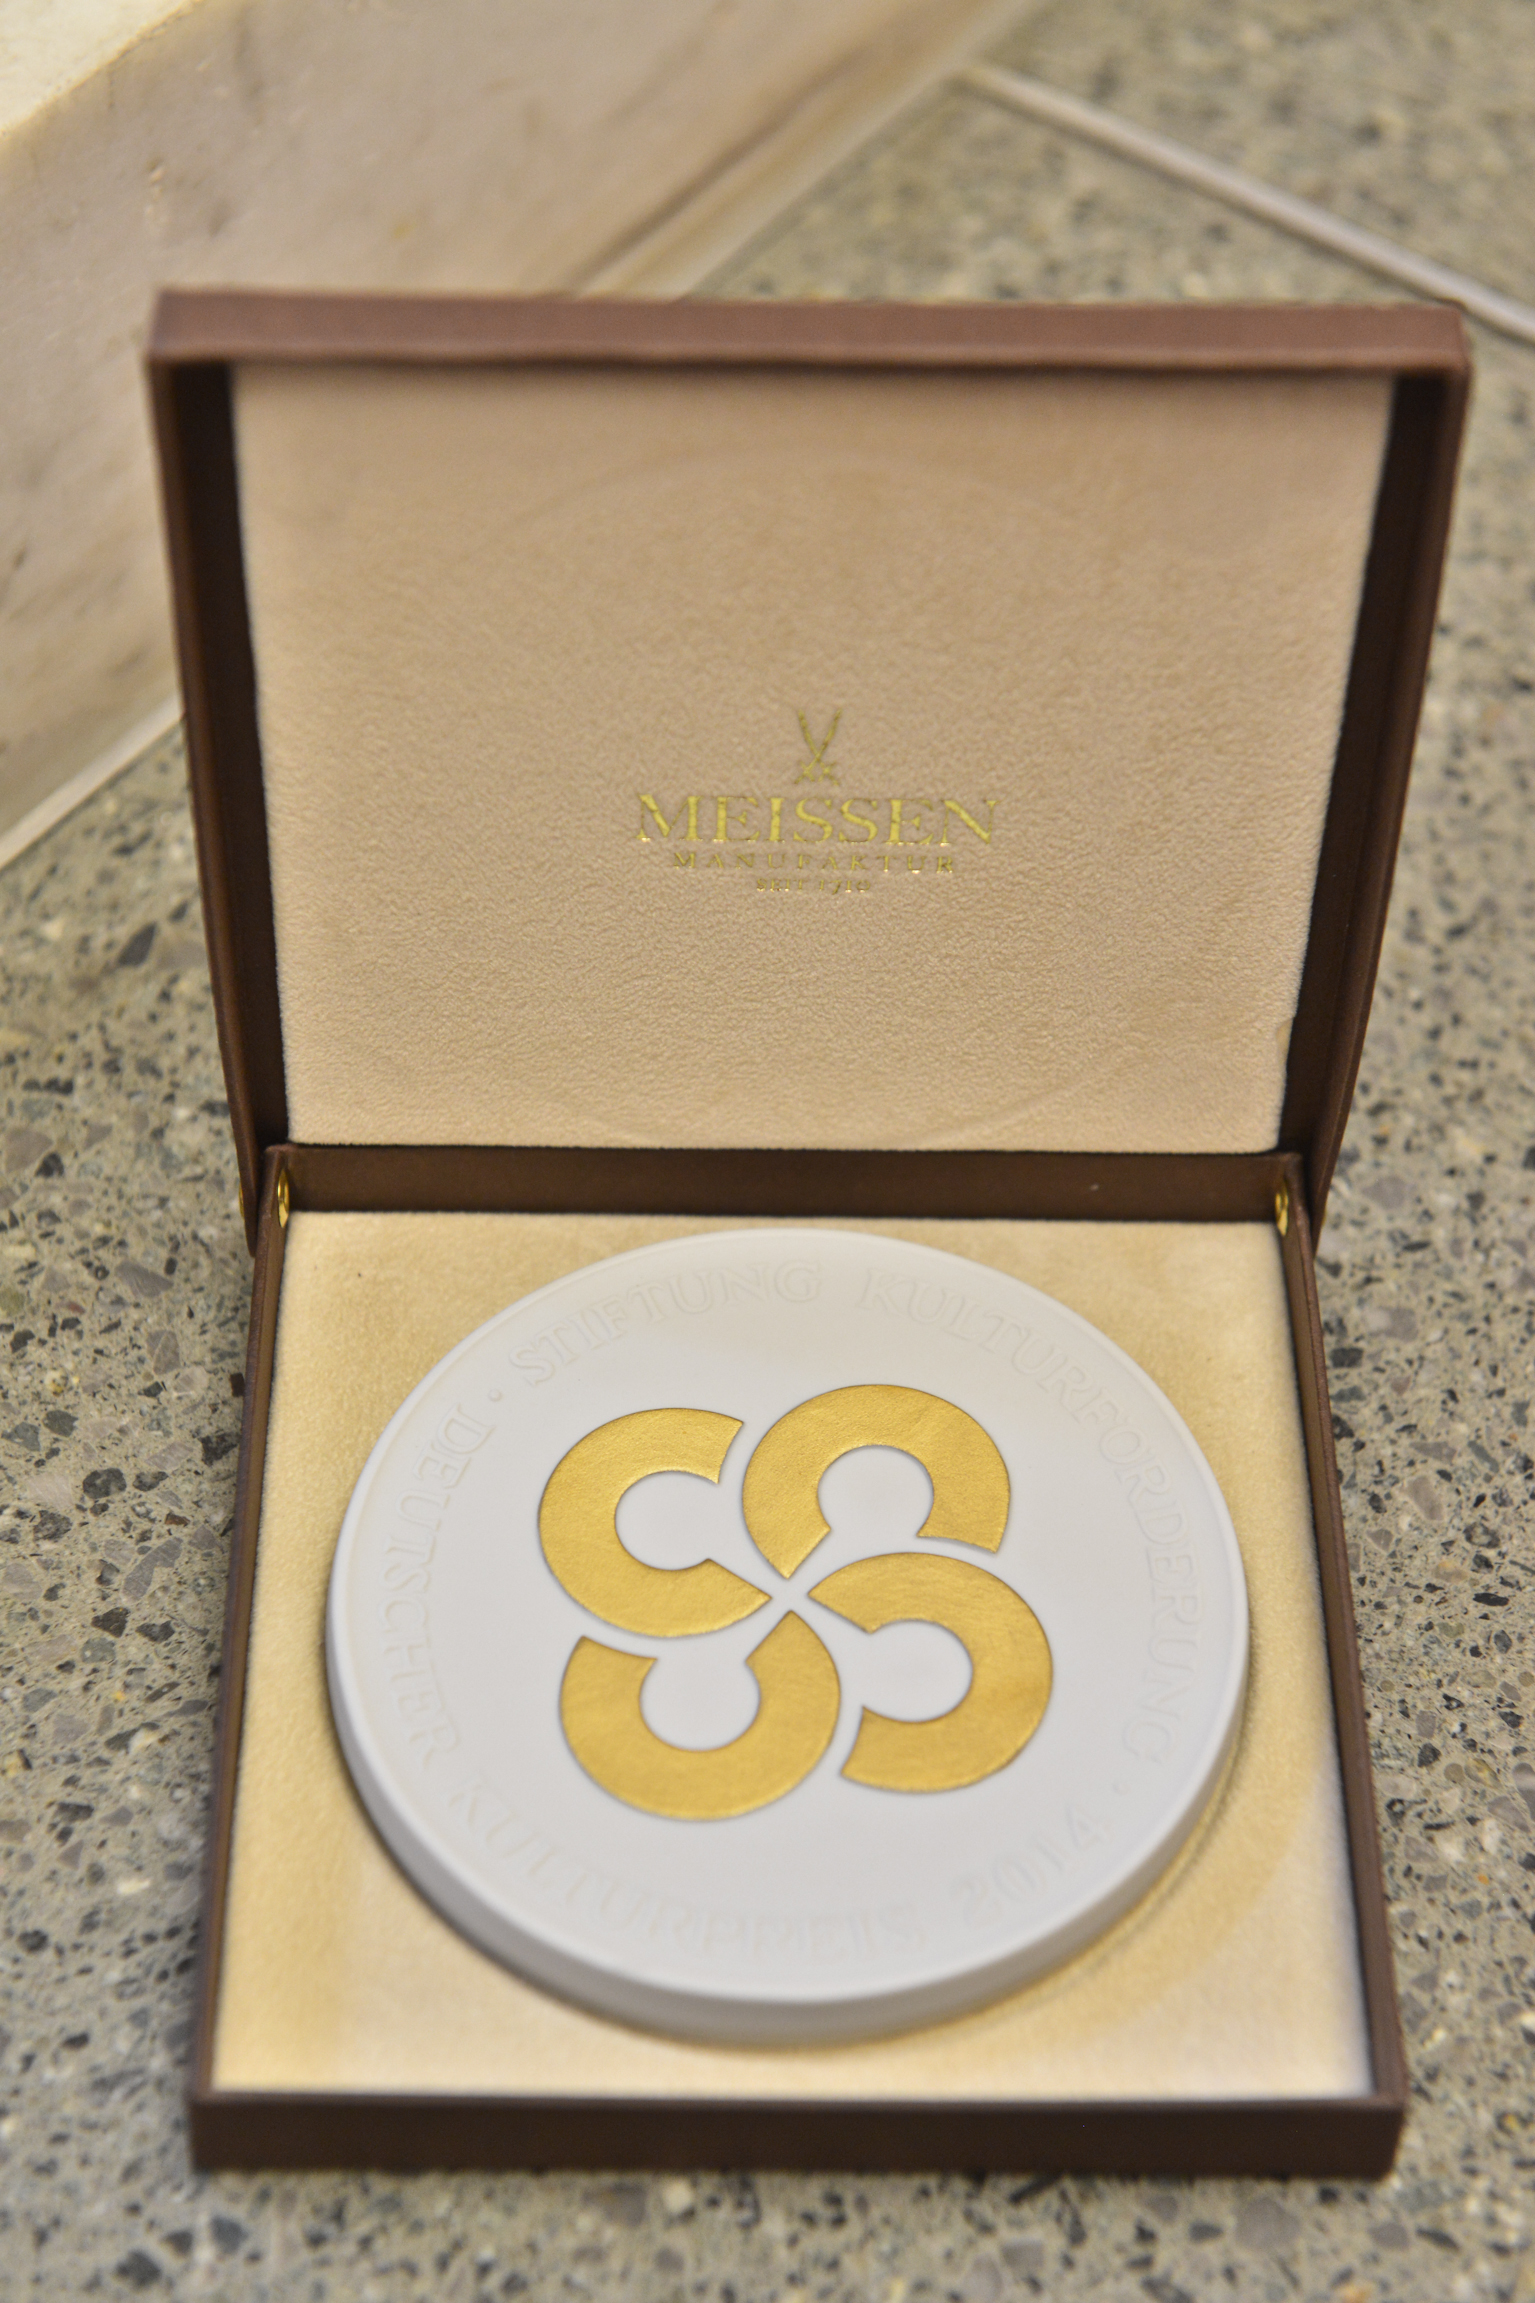 MEISSEN
MANUFAKTUR
SEIT 1710
STIFTUNG KULTURFÖRDERUNG ·
DEUTSCHER KULTURPREIS 2014 ·